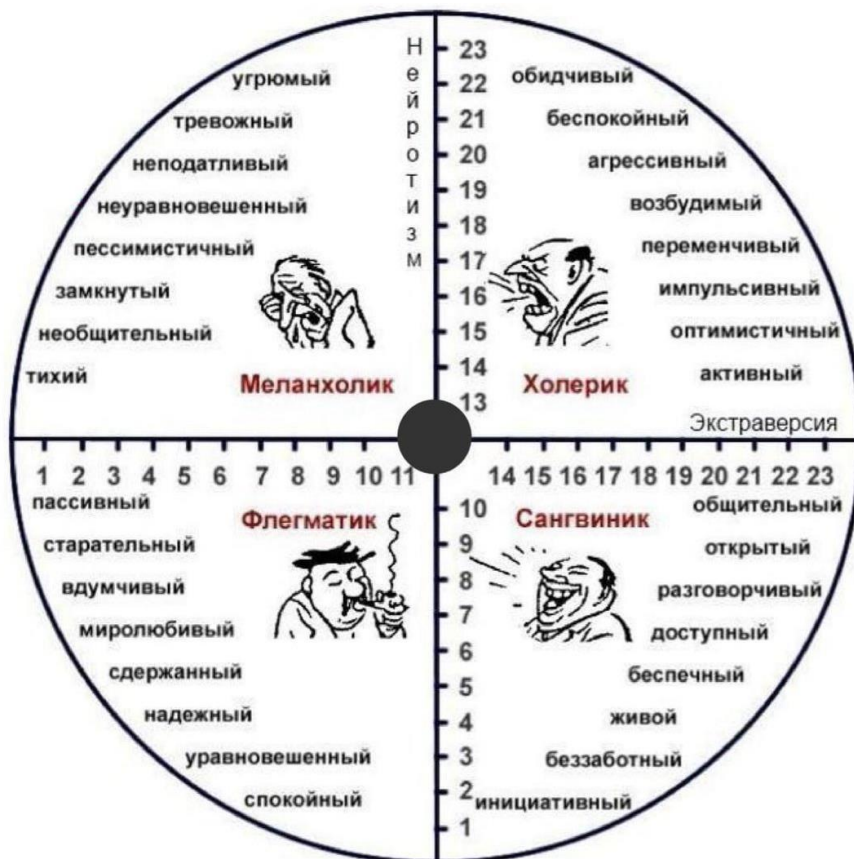 Нейротизм
23
22
21
20
19
18
17
16
15
14
13
угрюмый
тревожный
неподатливый
неуравновешенный
пессимистичный
замкнутый
необщительный
тихий
Меланхолик
обидчивый
беспокойный
агрессивный
возбудимый
переменчивый
импульсивный
оптимистичный
активный
Холерик
Экстраверсия
1 2 3 4 5 6 7 8 9 10 11
14 15 16 17 18 19 20 21 22 23
Флегматик
пассивный
старательный
вдумчивый
миролюбивый
сдержанный
надежный
уравновешенный
спокойный
10
9
8
7
6
5
4
3
2
1
Сангвиник
общительный
открытый
разговорчивый
доступный
беспечный
живой
беззаботный
инициативный